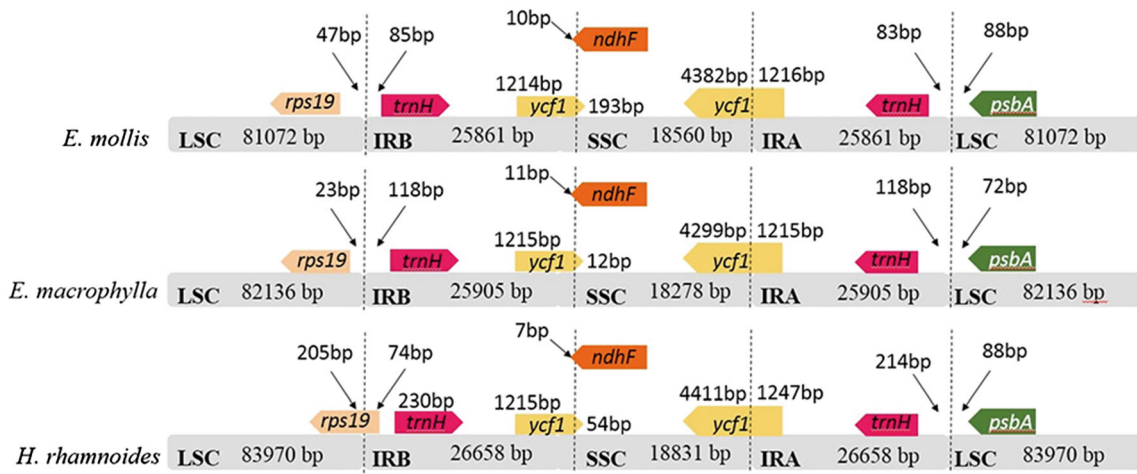 10bp ndhF
47bp 85bp 83bp 88bp
1214bp 4382bp 1216bp
rps19 trnH ycf1 193bp ycf1 trnH psbA
E. mollis LSC 81072 bp IRB 25861 bp SSC 18560 bp IRA 25861 bp LSC 81072 bp
11bp ndhF
23bp 118bp 118bp 72bp
1215bp 4299bp 1215bp
rps19 trnH ycf1 12bp ycf1 trnH psbA
E. macrophylla LSC 82136 bp IRB 25905 bp SSC 18278 bp IRA 25905 bp LSC 82136 bp
7bp ndhF
205bp 74bp 214bp 88bp
230bp 1215bp 4411bp 1247bp
rps19 trnH ycf1 54bp ycf1 trnH psbA
H. rhamnoides LSC 83970 bp IRB 26658 bp SSC 18831 bp IRA 26658 bp LSC 83970 bp